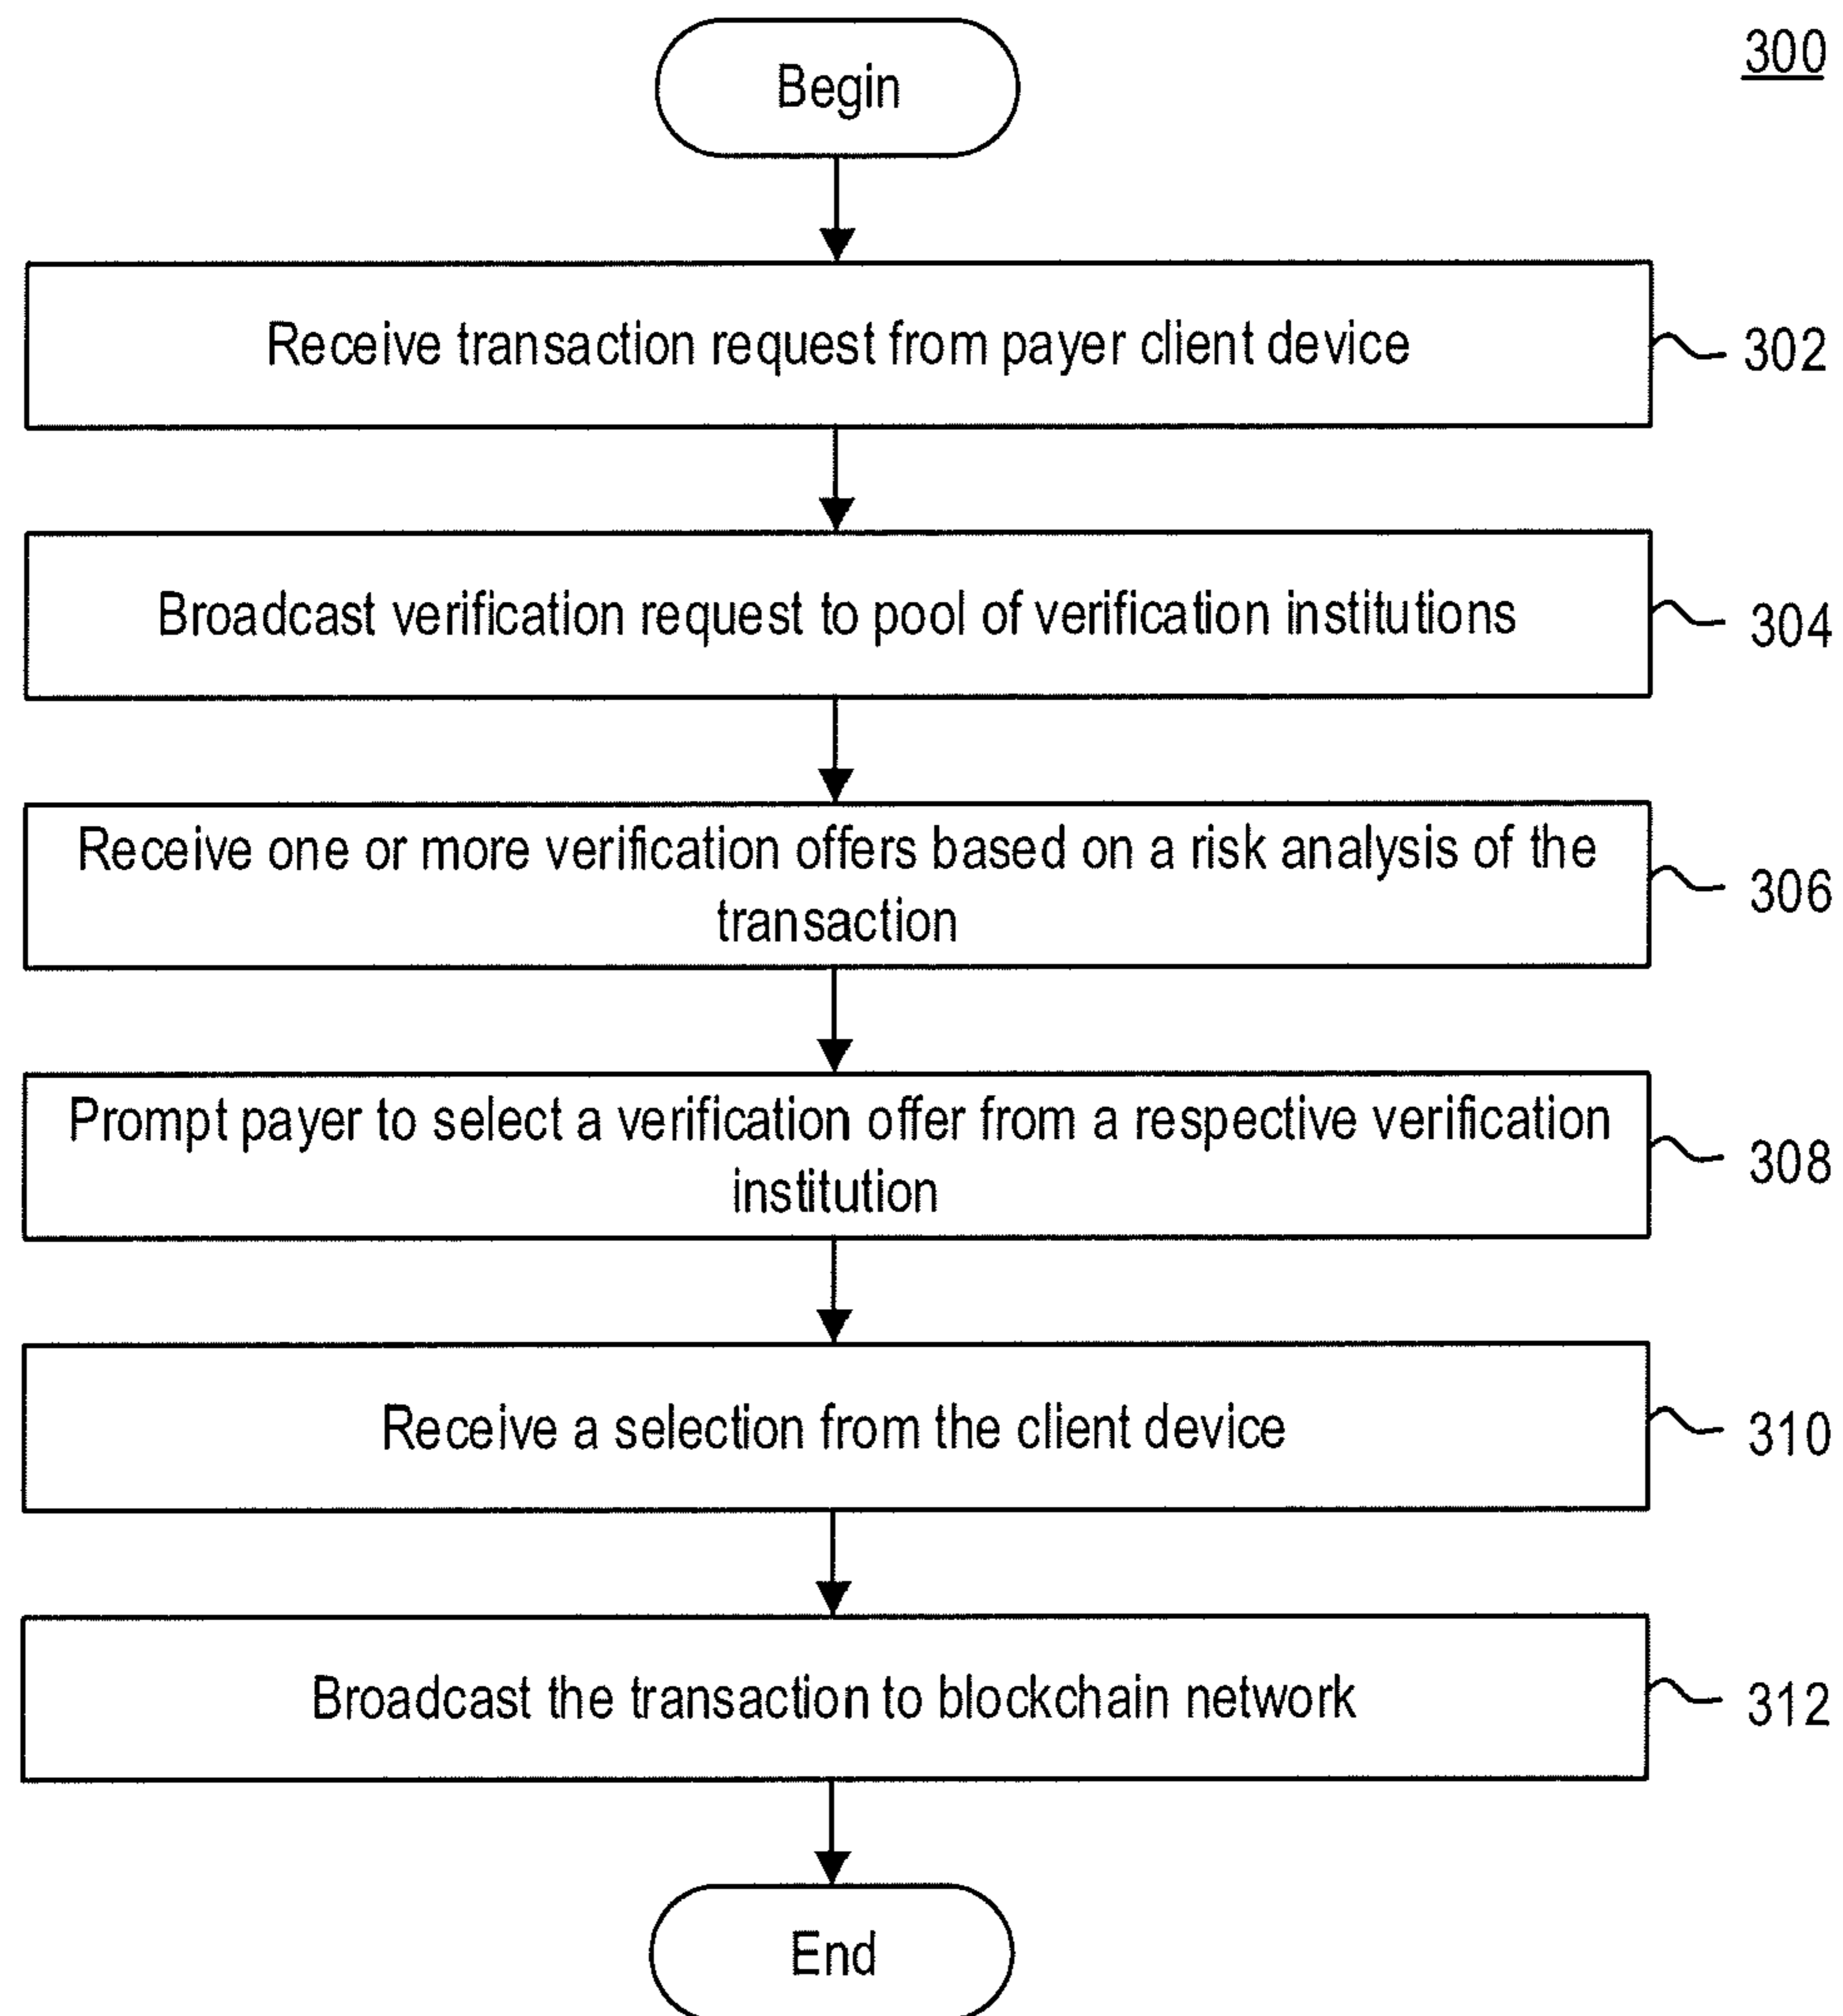 300
Begin
Receive transaction request from payer client device
302
Broadcast verification request to pool of verification institutions
304
Receive one or more verification offers based on a risk analysis of the
transaction
306
Prompt payer to select a verification offer from a respective verification
institution
308
Receive a selection from the client device
310
Broadcast the transaction to blockchain network
312
End